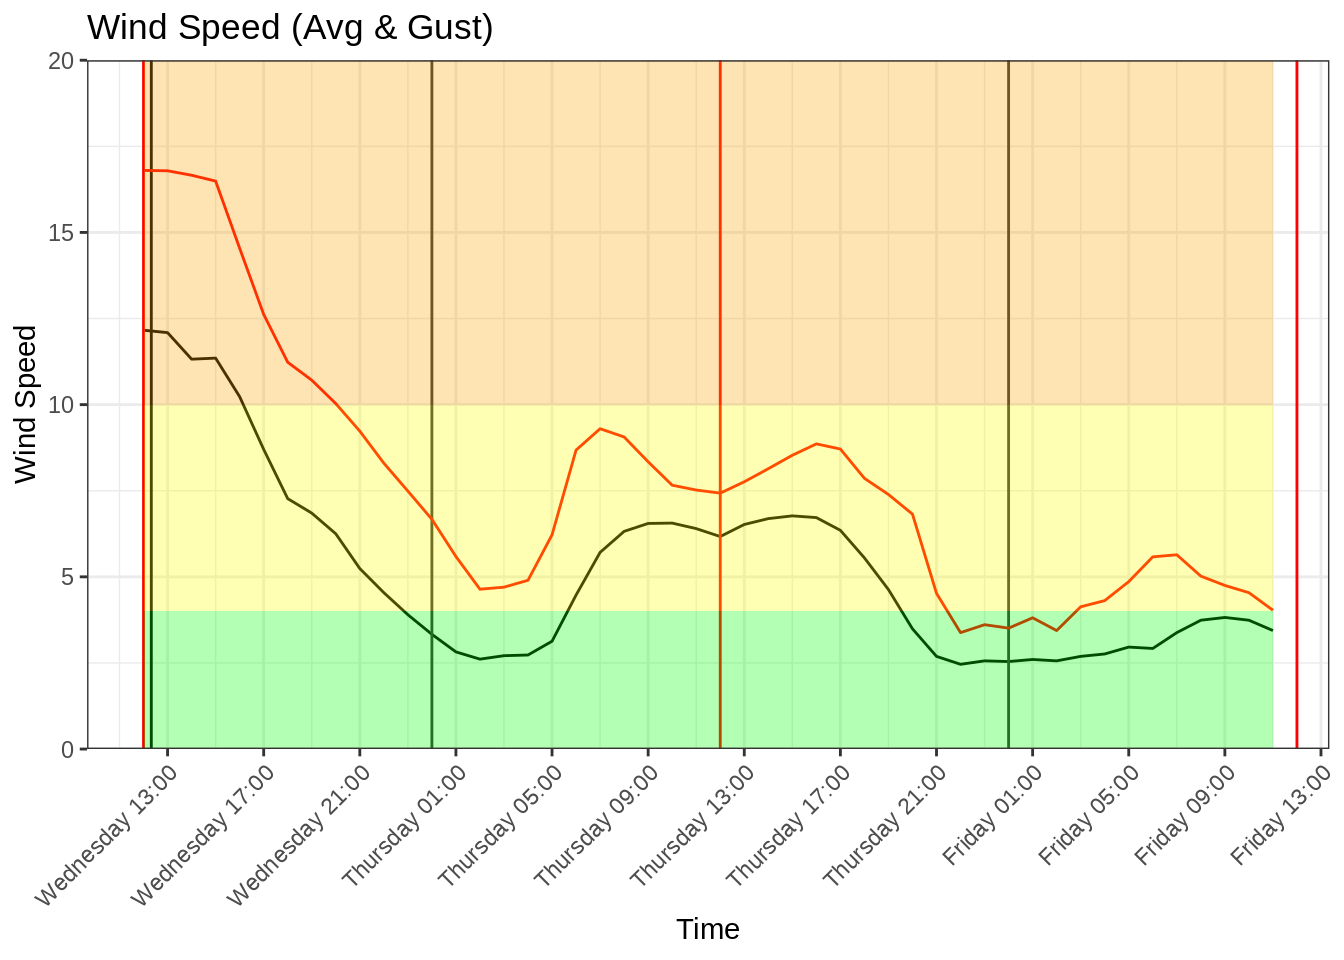 Wind Speed (Avg & Gust)
Wind Speed
20
15
10
5
0
Wednesday 13:00
Wednesday 17:00
Wednesday 21:00
Thursday 01:00
Thursday 05:00
Thursday 09:00
Thursday 13:00
Thursday 17:00
Thursday 21:00
Friday 01:00
Friday 05:00
Friday 09:00
Friday 13:00
Time